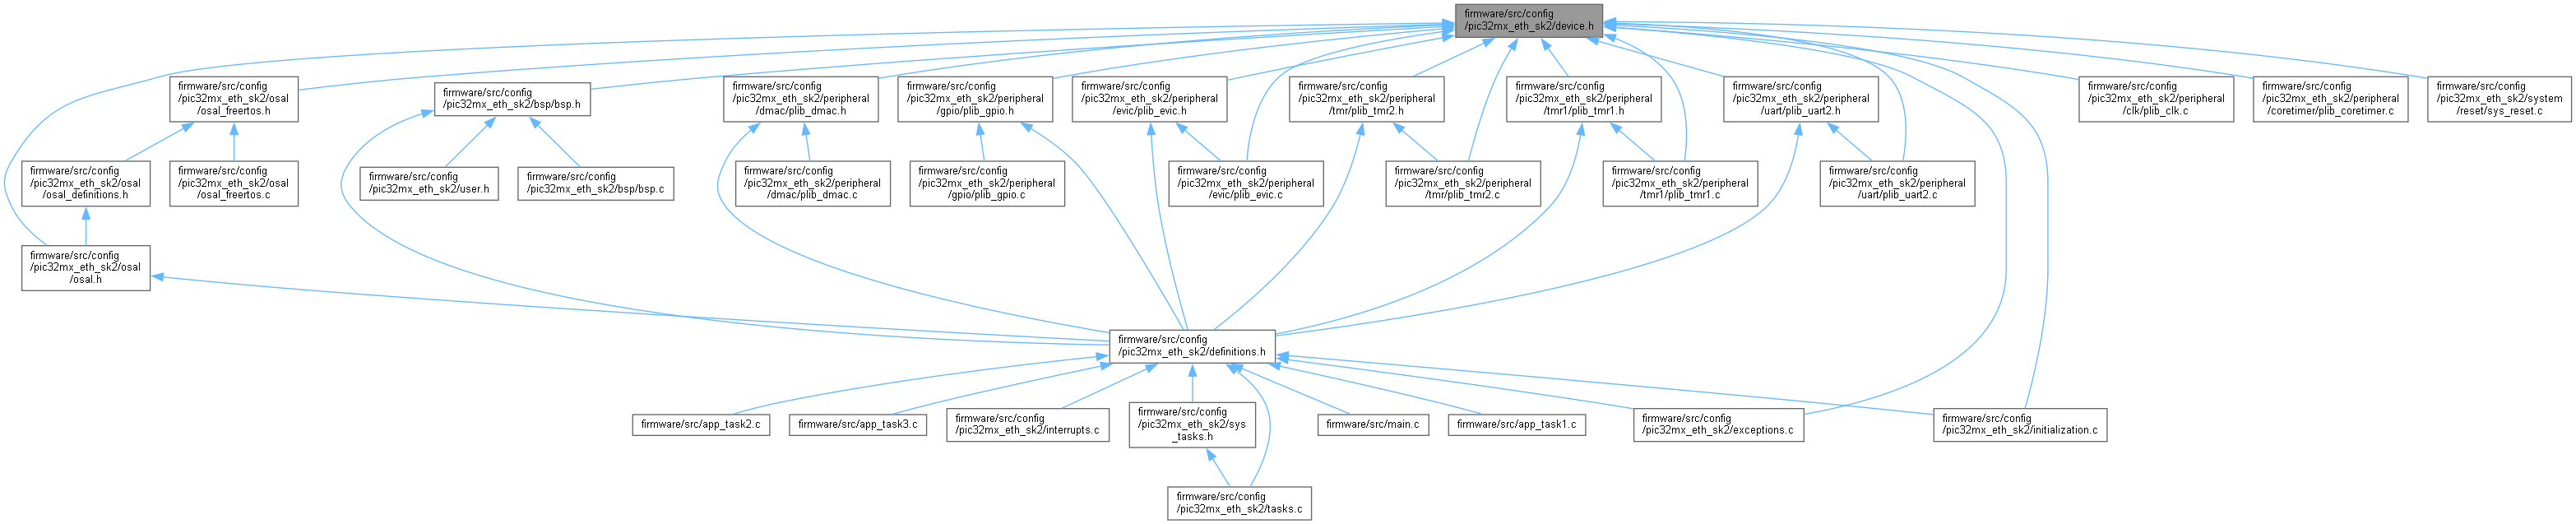 firmware/src/config
/pic32mx_eth_sk2/device.h
firmware/src/config
/pic32mx_eth_sk2/osal
/osal_freertos.h
firmware/src/config
/pic32mx_eth_sk2/bsp/bsp.h
firmware/src/config
/pic32mx_eth_sk2/peripheral
/dmac/plib_dmac.h
firmware/src/config
/pic32mx_eth_sk2/peripheral
/gpio/plib_gpio.h
firmware/src/config
/pic32mx_eth_sk2/peripheral
/evic/plib_evic.h
firmware/src/config
/pic32mx_eth_sk2/peripheral
/tmr/plib_tmr2.h
firmware/src/config
/pic32mx_eth_sk2/peripheral
/tmr1/plib_tmr1.h
firmware/src/config
/pic32mx_eth_sk2/peripheral
/uart/plib_uart2.h
firmware/src/config
/pic32mx_eth_sk2/peripheral
/clk/plib_clk.c
firmware/src/config
/pic32mx_eth_sk2/peripheral
/coretimer/plib_coretimer.c
firmware/src/config
/pic32mx_eth_sk2/system
/reset/sys_reset.c
firmware/src/config
/pic32mx_eth_sk2/osal
/osal_definitions.h
firmware/src/config
/pic32mx_eth_sk2/osal
/osal_freertos.c
firmware/src/config
/pic32mx_eth_sk2/user.h
firmware/src/config
/pic32mx_eth_sk2/bsp/bsp.c
firmware/src/config
/pic32mx_eth_sk2/peripheral
/dmac/plib_dmac.c
firmware/src/config
/pic32mx_eth_sk2/peripheral
/gpio/plib_gpio.c
firmware/src/config
/pic32mx_eth_sk2/peripheral
/evic/plib_evic.c
firmware/src/config
/pic32mx_eth_sk2/peripheral
/tmr/plib_tmr2.c
firmware/src/config
/pic32mx_eth_sk2/peripheral
/tmr1/plib_tmr1.c
firmware/src/config
/pic32mx_eth_sk2/peripheral
/uart/plib_uart2.c
firmware/src/config
/pic32mx_eth_sk2/osal
/osal.h
firmware/src/config
/pic32mx_eth_sk2/definitions.h
firmware/src/app_task2.c
firmware/src/app_task3.c
firmware/src/config
/pic32mx_eth_sk2/interrupts.c
firmware/src/config
/pic32mx_eth_sk2/sys
_tasks.h
firmware/src/main.c
firmware/src/app_task1.c
firmware/src/config
/pic32mx_eth_sk2/exceptions.c
firmware/src/config
/pic32mx_eth_sk2/initialization.c
firmware/src/config
/pic32mx_eth_sk2/tasks.c